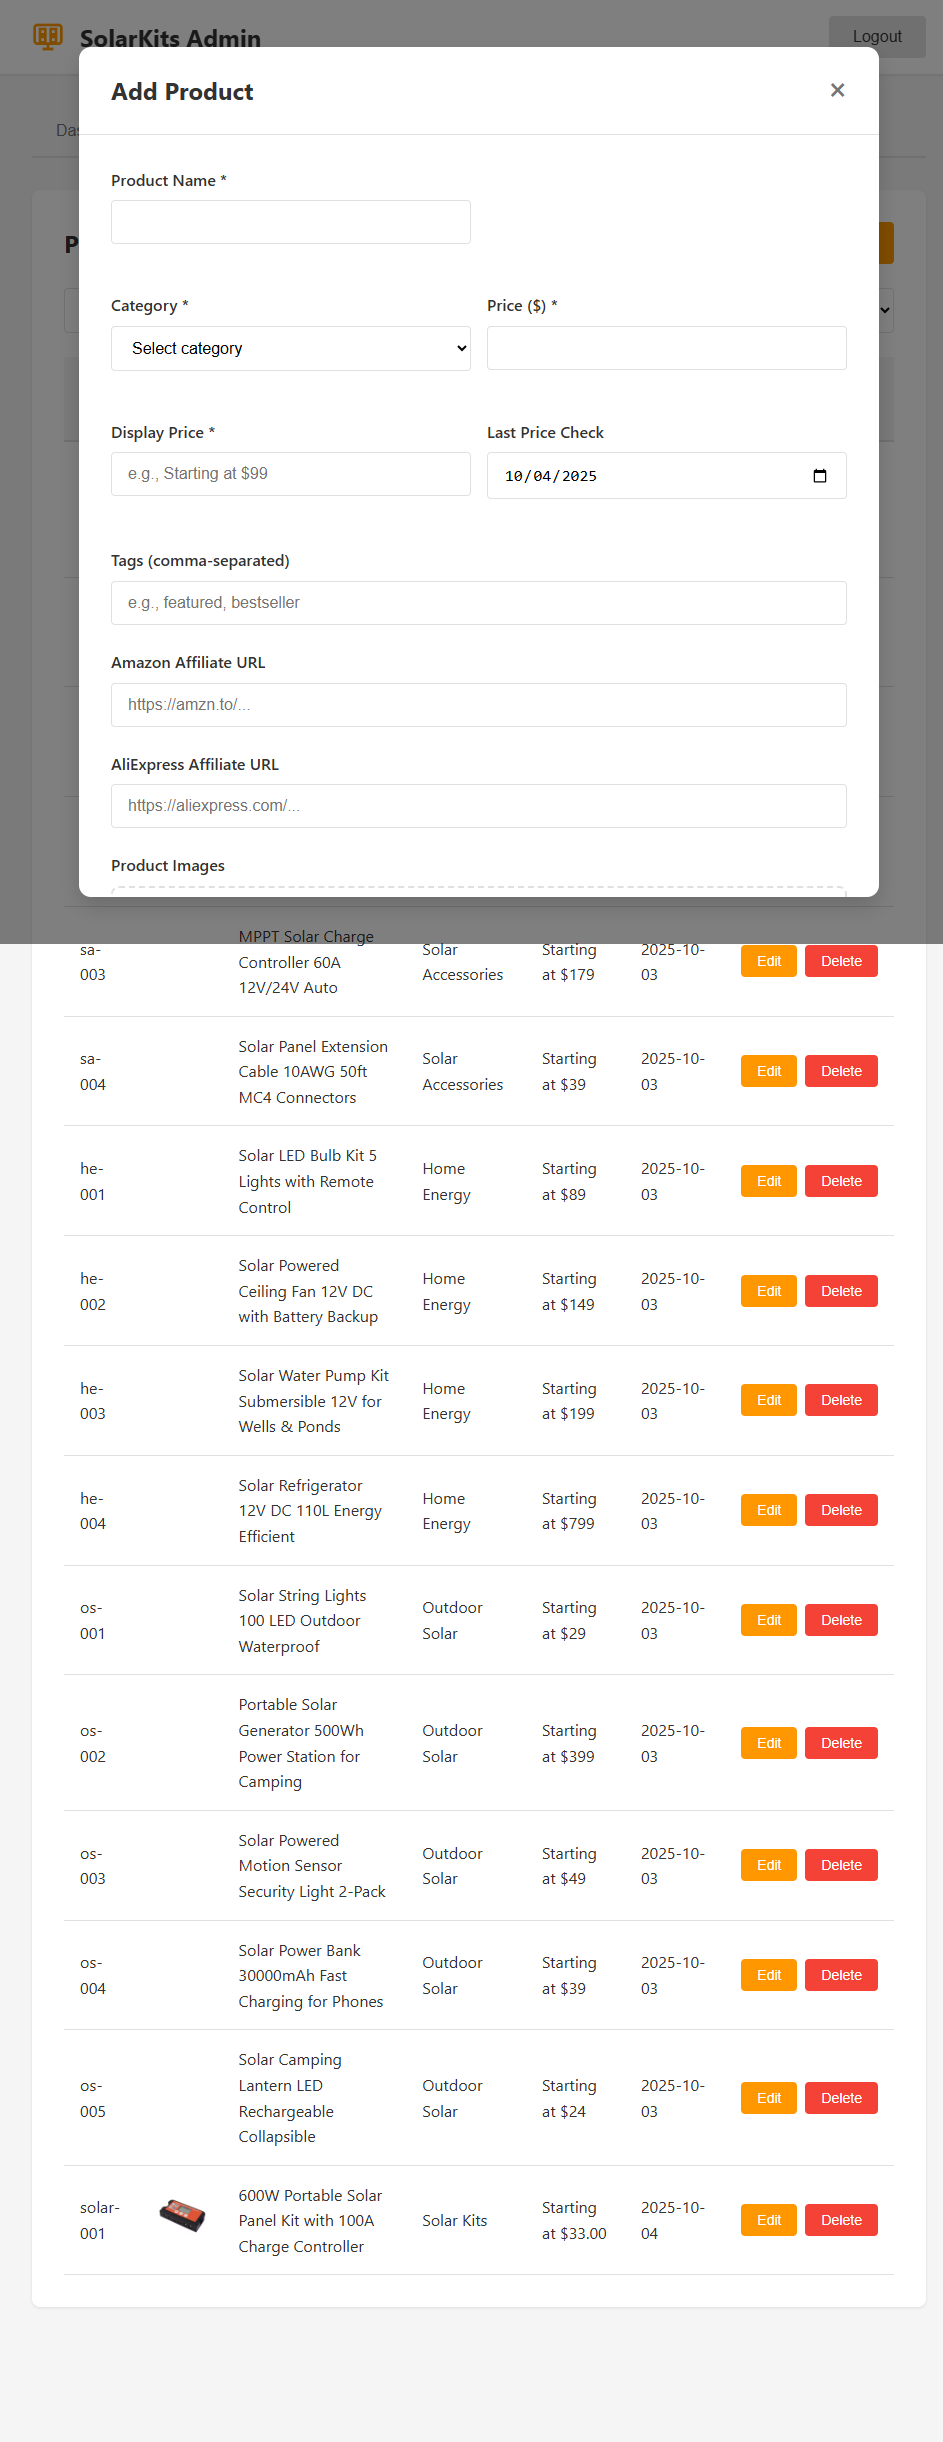 SolarKits Admin
Logout
Add Product
×
Das
P
Product Name *
Category *
Price ($) *
Select category
Display Price *
Last Price Check
e.g., Starting at $99
10/04/2025
Tags (comma-separated)
e.g., featured, bestseller
Amazon Affiliate URL
https://amzn.to/...
AliExpress Affiliate URL
https://aliexpress.com/...
Product Images
sa-
003
MPPT Solar Charge
Controller 60A
12V/24V Auto
Solar
Accessories
Starting
at $179
2025-10-
03
Edit
Delete
sa-
004
Solar Panel Extension
Cable 10AWG 50ft
MC4 Connectors
Solar
Accessories
Starting
at $39
2025-10-
03
Edit
Delete
he-
001
Solar LED Bulb Kit 5
Lights with Remote
Control
Home
Energy
Starting
at $89
2025-10-
03
Edit
Delete
he-
002
Solar Powered
Ceiling Fan 12V DC
with Battery Backup
Home
Energy
Starting
at $149
2025-10-
03
Edit
Delete
he-
003
Solar Water Pump Kit
Submersible 12V for
Wells & Ponds
Home
Energy
Starting
at $199
2025-10-
03
Edit
Delete
he-
004
Solar Refrigerator
12V DC 110L Energy
Efficient
Home
Energy
Starting
at $799
2025-10-
03
Edit
Delete
os-
001
Solar String Lights
100 LED Outdoor
Waterproof
Outdoor
Solar
Starting
at $29
2025-10-
03
Edit
Delete
os-
002
Portable Solar
Generator 500Wh
Power Station for
Camping
Outdoor
Solar
Starting
at $399
2025-10-
03
Edit
Delete
os-
003
Solar Powered
Motion Sensor
Security Light 2-Pack
Outdoor
Solar
Starting
at $49
2025-10-
03
Edit
Delete
os-
004
Solar Power Bank
30000mAh Fast
Charging for Phones
Outdoor
Solar
Starting
at $39
2025-10-
03
Edit
Delete
os-
005
Solar Camping
Lantern LED
Rechargeable
Collapsible
Outdoor
Solar
Starting
at $24
2025-10-
03
Edit
Delete
solar-
001
600W Portable Solar
Panel Kit with 100A
Charge Controller
Solar Kits
Starting
at $33.00
2025-10-
04
Edit
Delete